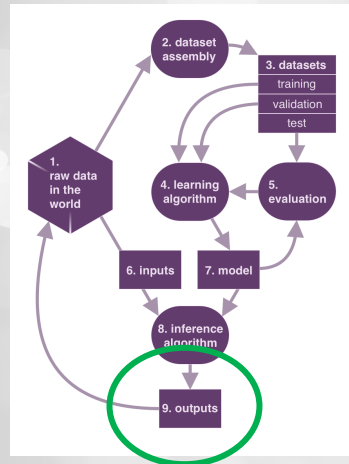 2. dataset
assembly
3. datasets
training
validation
test
1.
raw data
in the
world
4. learning
algorithm
5.
evaluation
6. inputs
7. model
8. inference
algorithm
9. outputs